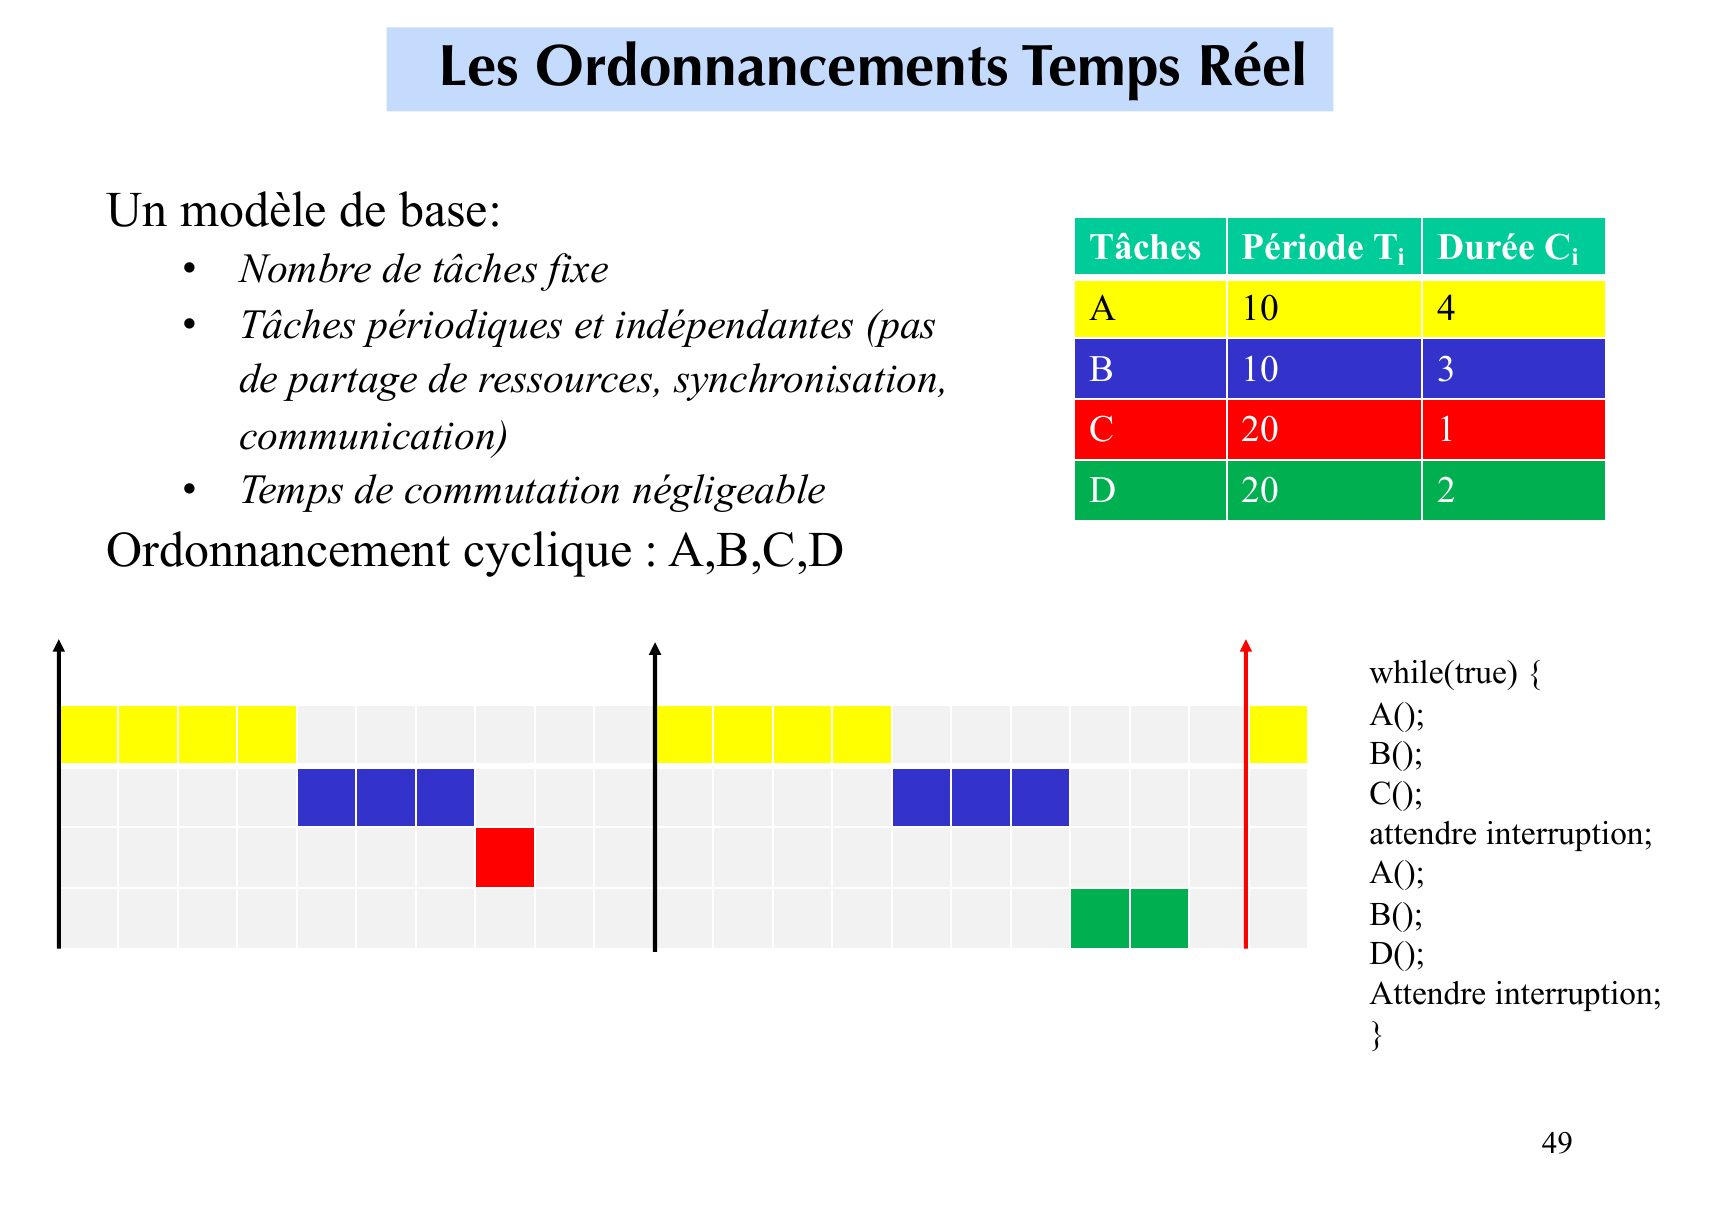 Les Ordonnancements Temps Réel
Un modèle de base:
• Nombre de tâches fixe
• Tâches périodiques et indépendantes (pas
de partage de ressources, synchronisation,
communication)
• Temps de commutation négligeable
Ordonnancement cyclique : A,B,C,D
Tâches Période Ti Durée Ci
A 10 4
B 10 3
C 20 1
D 20 2
while(true) {
A();
B();
C();
attendre interruption;
A();
B();
D();
Attendre interruption;
}
49